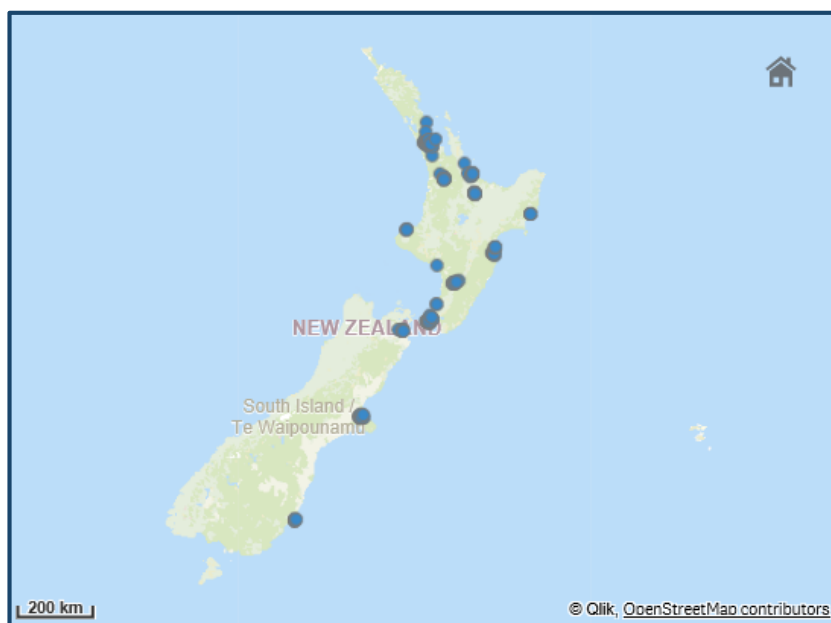 NEW ZEALAND
South Island /
Te Waipounamu
200 km
© Qlik, OpenStreetMap contributors